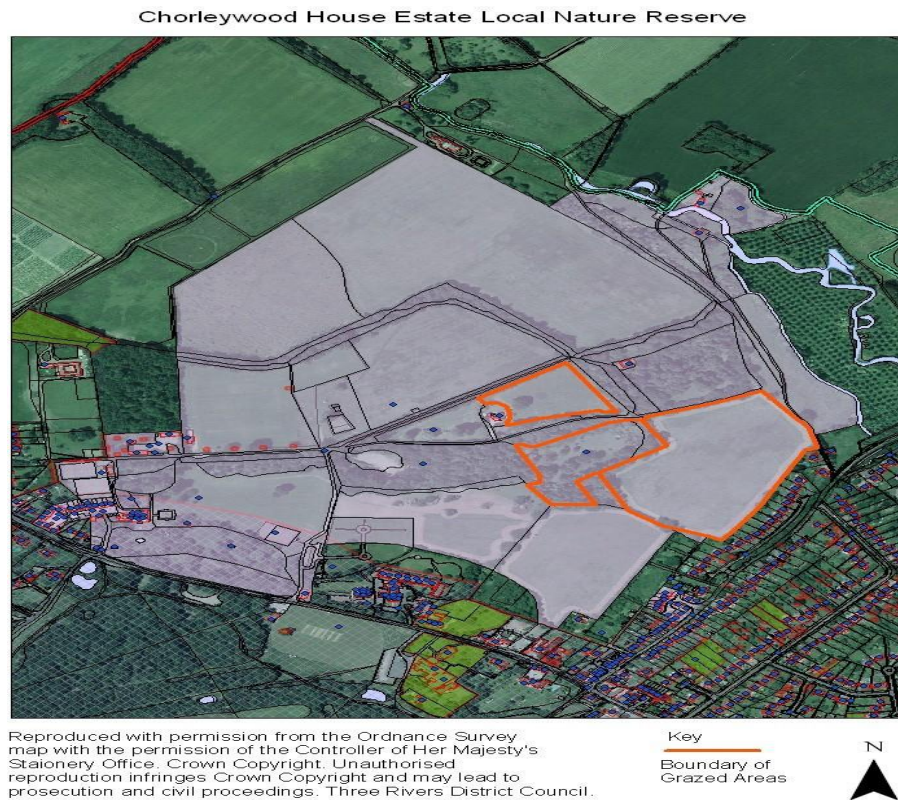 Chorleywood House Estate Local Nature Reserve
Reproduced with permission from the Ordnance Survey
map with the permission of the Controller of Her Majesty's
Staionery Office. Crown Copyright. Unauthorised
reproduction infringes Crown Copyright and may lead to
prosecution and civil proceedings. Three Rivers District Council.
Key
Boundary of
Grazed Areas
N